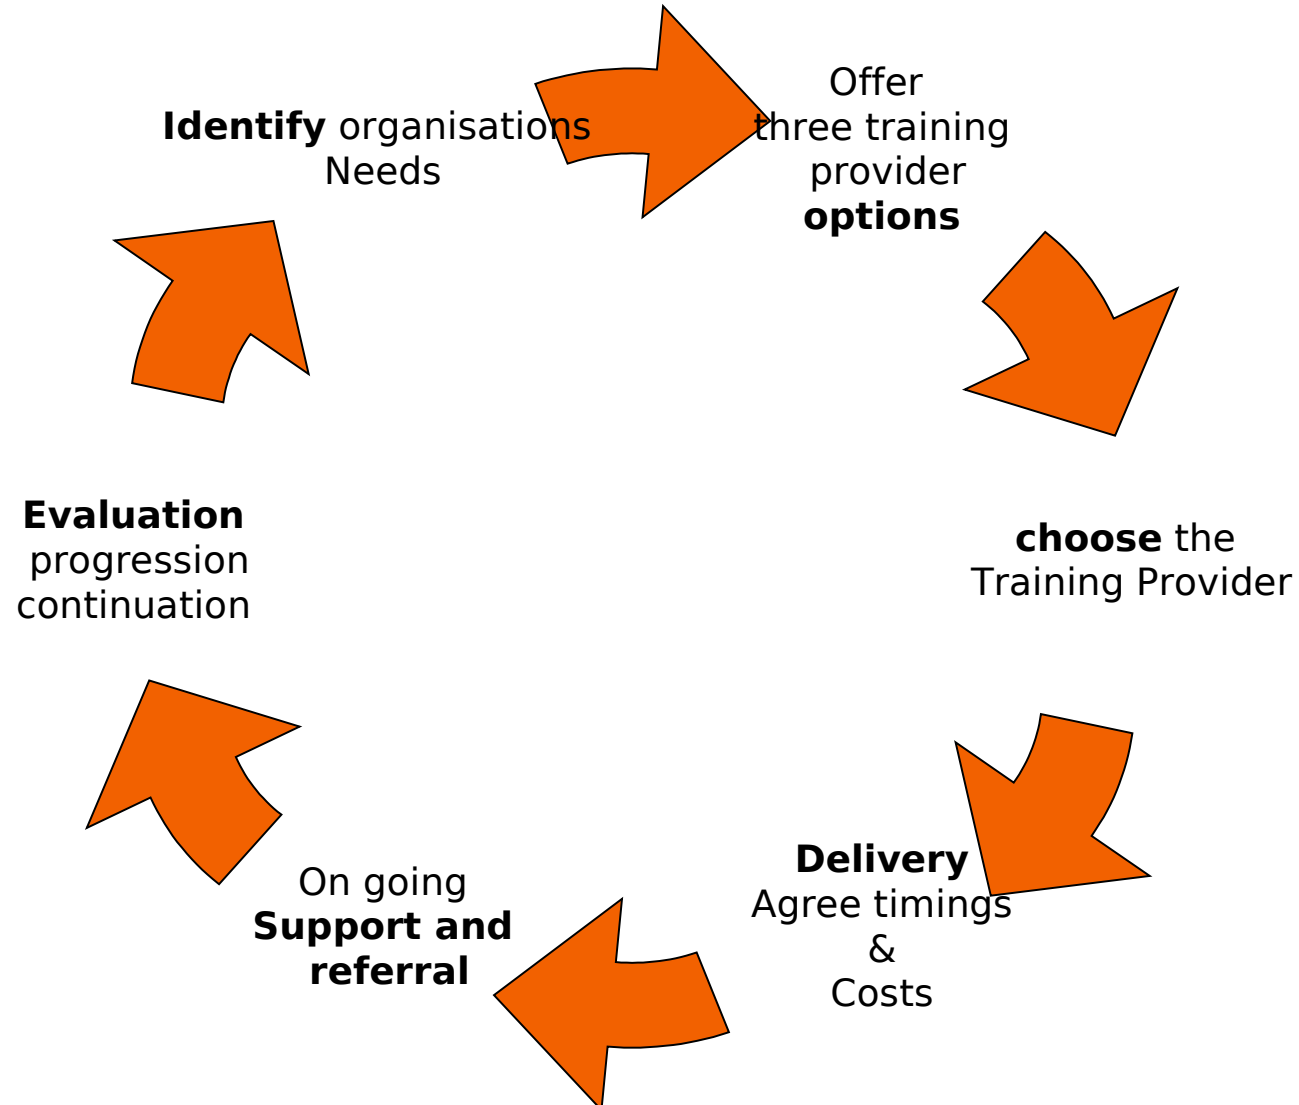 Identify organisations
Needs
Offer
three training
provider
options
choose the
Training Provider
Delivery
Agree timings
&
Costs
On going
Support and
referral
Evaluation
progression
continuation